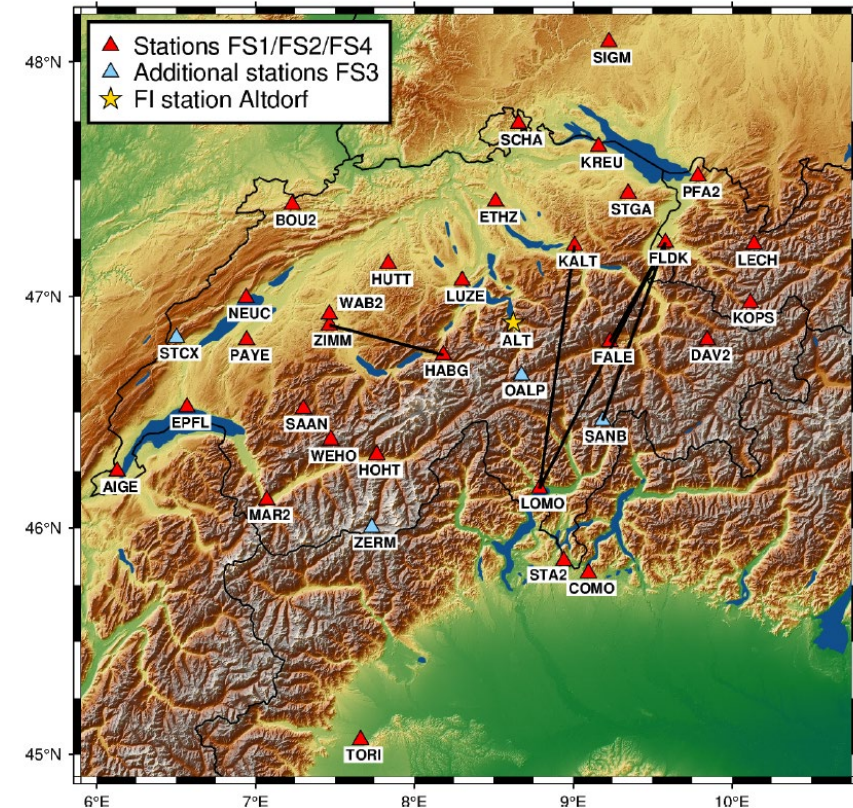 Stations FS1/FS2/FS4
Additional stations FS3
FI station Altdorf
48°N
47°N
46°N
45°N
6°E
7°E
8°E
9°E
10°E
SIGM
SCHA
KREU
PFA2
STGA
BOU2
ETHZ
KALT
FLDK
LECH
HUTT
LUZE
NEUC
WAB2
KOPS
ZIMM
ALT
STCX
PAYE
FALE
DAV2
HABG
OALP
EPFL
SAAN
SANB
WEHO
HOHT
AIGE
LOMO
MAR2
ZERM
STA2
COMO
TORI